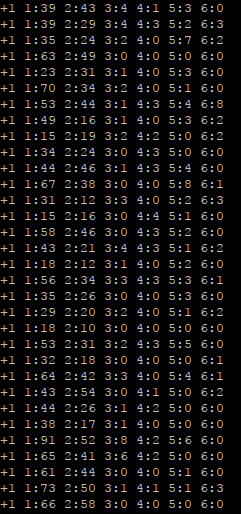 +1 1:39 2:43 3:4 4:1 5:3 6:0
+1 1:39 2:29 3:4 4:3 5:2 6:3
+1 1:35 2:24 3:2 4:0 5:7 6:2
+1 1:63 2:49 3:0 4:0 5:0 6:0
+1 1:23 2:31 3:1 4:0 5:3 6:0
+1 1:70 2:34 3:2 4:0 5:1 6:0
+1 1:53 2:44 3:1 4:3 5:4 6:8
+1 1:49 2:16 3:1 4:0 5:3 6:2
+1 1:15 2:19 3:2 4:2 5:0 6:2
+1 1:34 2:24 3:0 4:0 5:0 6:0
+1 1:44 2:46 3:1 4:3 5:4 6:0
+1 1:67 2:38 3:0 4:0 5:8 6:1
+1 1:31 2:12 3:3 4:0 5:2 6:3
+1 1:15 2:16 3:0 4:4 5:1 6:0
+1 1:58 2:46 3:0 4:3 5:2 6:0
+1 1:43 2:21 3:4 4:3 5:1 6:2
+1 1:18 2:12 3:1 4:0 5:2 6:0
+1 1:56 2:34 3:3 4:3 5:3 6:1
+1 1:35 2:26 3:0 4:0 5:3 6:0
+1 1:29 2:20 3:2 4:0 5:1 6:2
+1 1:18 2:10 3:0 4:0 5:0 6:0
+1 1:53 2:31 3:2 4:3 5:5 6:0
+1 1:32 2:18 3:0 4:0 5:0 6:1
+1 1:64 2:42 3:3 4:0 5:4 6:1
+1 1:43 2:54 3:0 4:1 5:0 6:2
+1 1:44 2:26 3:1 4:2 5:0 6:0
+1 1:38 2:17 3:1 4:0 5:0 6:0
+1 1:91 2:52 3:8 4:2 5:6 6:0
+1 1:65 2:41 3:6 4:2 5:0 6:0
+1 1:61 2:44 3:0 4:0 5:1 6:0
+1 1:73 2:50 3:1 4:1 5:1 6:3
+1 1:66 2:58 3:0 4:0 5:0 6:0